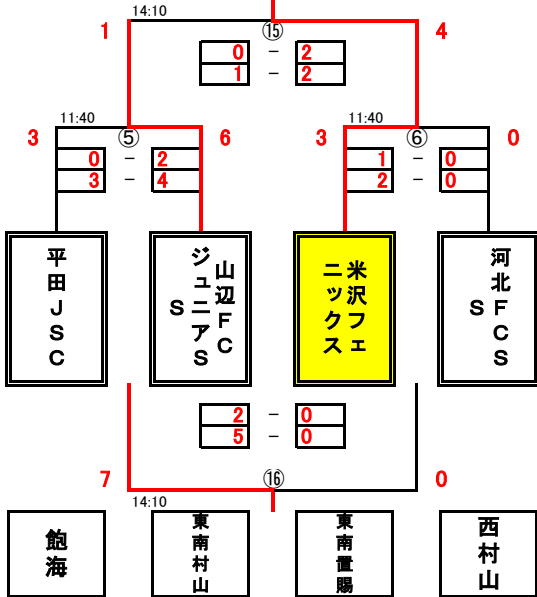 14:10
1 ⑮ 4
0 - 2
1 - 2
11:40 11:40
3 ⑤ 6 3 ⑥ 0
0 - 2 1 - 0
3 - 4 2 - 0
平田JSC
山辺FC
ジュニアS
S
米沢フェ
ニックス
河北FCS
S
2 - 0
5 - 0
7 ⑯ 0
14:10
飽海
東南村山
東南置賜
西村山